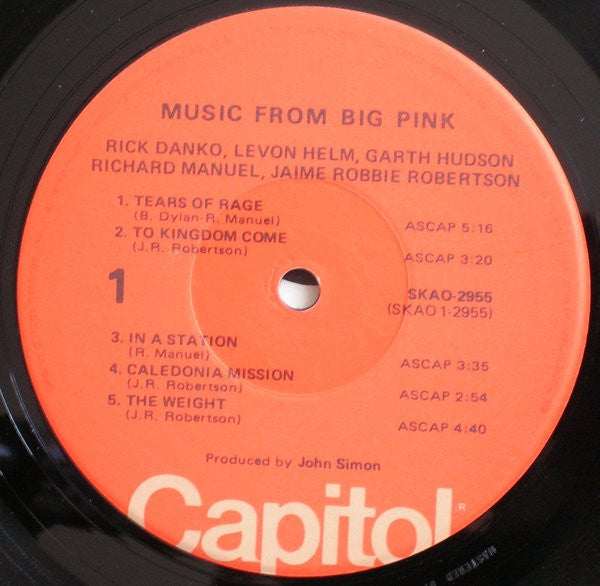 MUSIC FROM BIG PINK
RICK DANKO, LEVON HELM, GARTH HUDSON
RICHARD MANUEL, JAIME ROBBIE ROBERTSON
1. TEARS OF RAGE
(B. Dylan-R. Manuel) ASCAP 5:16
2. TO KINGDOM COME
(J.R. Robertson) ASCAP 3:20
1 SKAO-2955
(SKAO 1-2955)
3. IN A STATION
(R. Manuel) ASCAP 3:35
4. CALEDONIA MISSION
(J.R. Robertson) ASCAP 2:54
5. THE WEIGHT
(J.R. Robertson) ASCAP 4:40
Produced by John Simon
Capitol
R
MASTERED